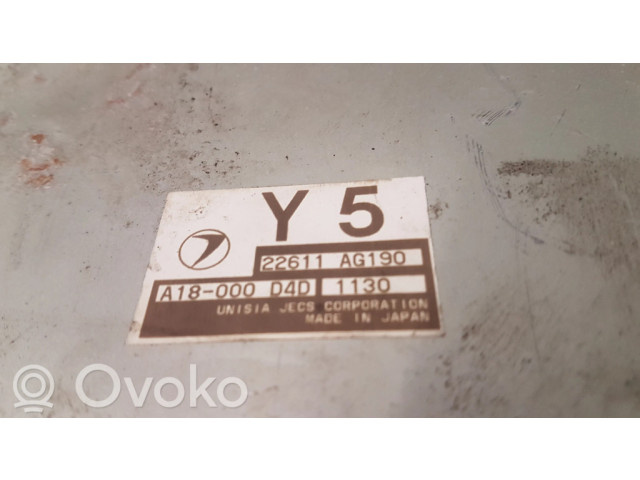 Y 5
22611 AG190
A18-000 D4D 1130
UNISIA JECS CORPORATION
MADE IN JAPAN
Ovoko